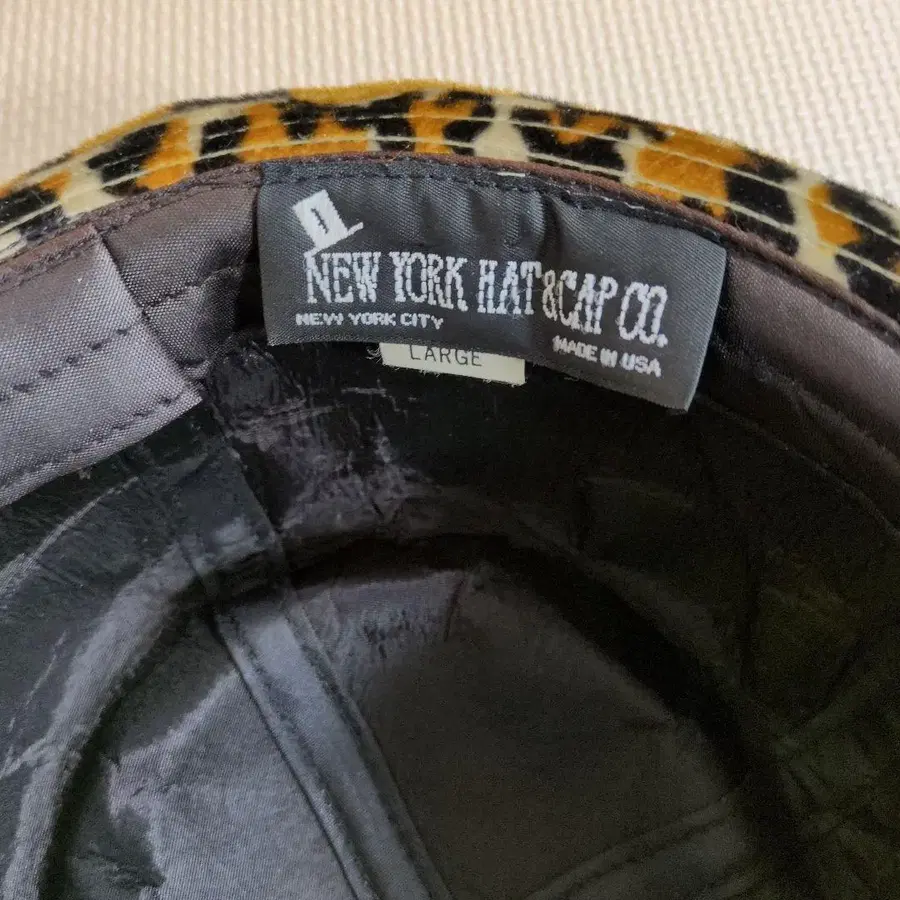 NEW YORK HAT & CAP CO.
NEW YORK CITY
MADE IN USA
LARGE